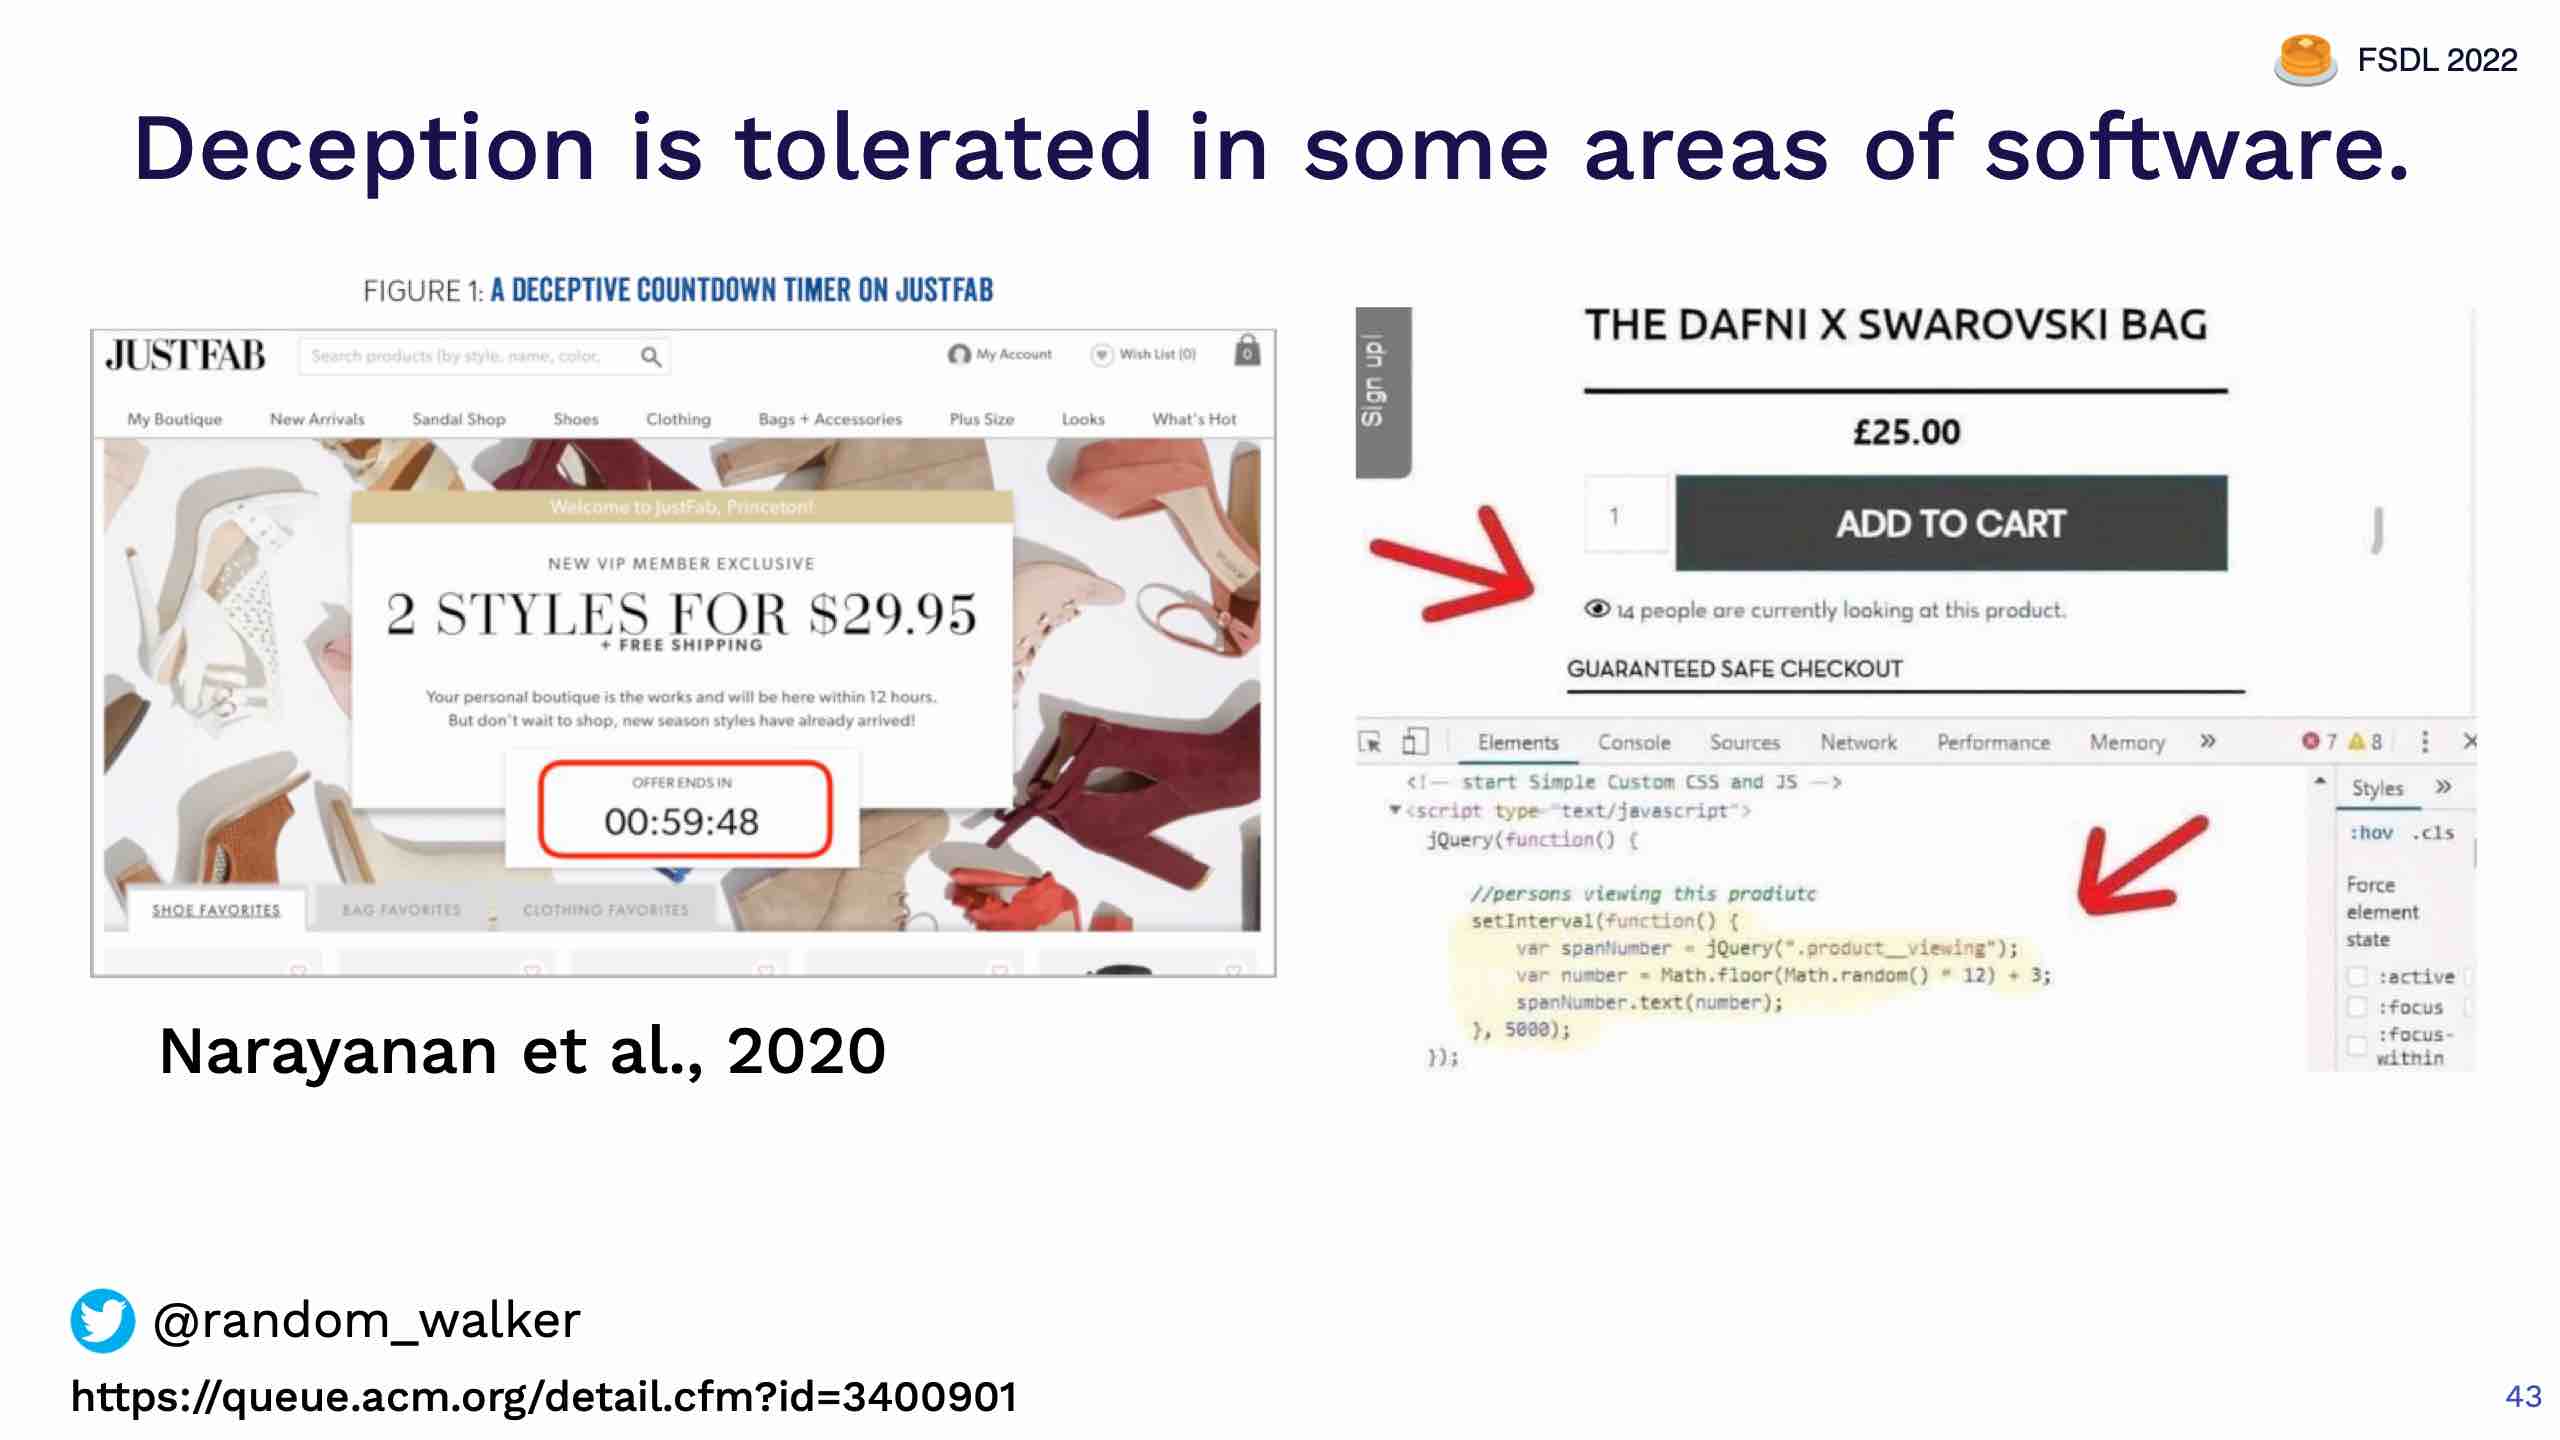 FSDL 2022
Deception is tolerated in some areas of software.
FIGURE 1: A DECEPTIVE COUNTDOWN TIMER ON JUSTFAB
JUSTFAB
Search products (by style, name, color,
My Account
Wish List (0)
0
My Boutique New Arrivals Sandal Shop Shoes Clothing Bags + Accessories Plus Size Looks What's Hot
Welcome to JustFab, Princeton!
NEW VIP MEMBER EXCLUSIVE
2 STYLES FOR $29.95
+ FREE SHIPPING
Your personal boutique is the works and will be here within 12 hours.
But don't wait to shop, new season styles have already arrived!
OFFER ENDS IN
00:59:48
SHOE FAVORITES BAG FAVORITES CLOTHING FAVORITES
Narayanan et al., 2020
Sign up!
THE DAFNI X SWAROVSKI BAG
£25.00
1
ADD TO CART
14 people are currently looking at this product.
GUARANTEED SAFE CHECKOUT
Elements Console Sources Network Performance Memory » 7 8
<!-- start Simple Custom CSS and JS -->
<script type="text/javascript">
jQuery(function() {
//persons viewing this prodiutc
setInterval(function() {
var spanNumber = jQuery(".product__viewing");
var number = Math.floor(Math.random() * 12) + 3;
spanNumber.text(number);
}, 5000);
});
Styles »
:hov .cls
Force
element
state
:active
:focus
:focus-
within
@random_walker
https://queue.acm.org/detail.cfm?id=3400901
43